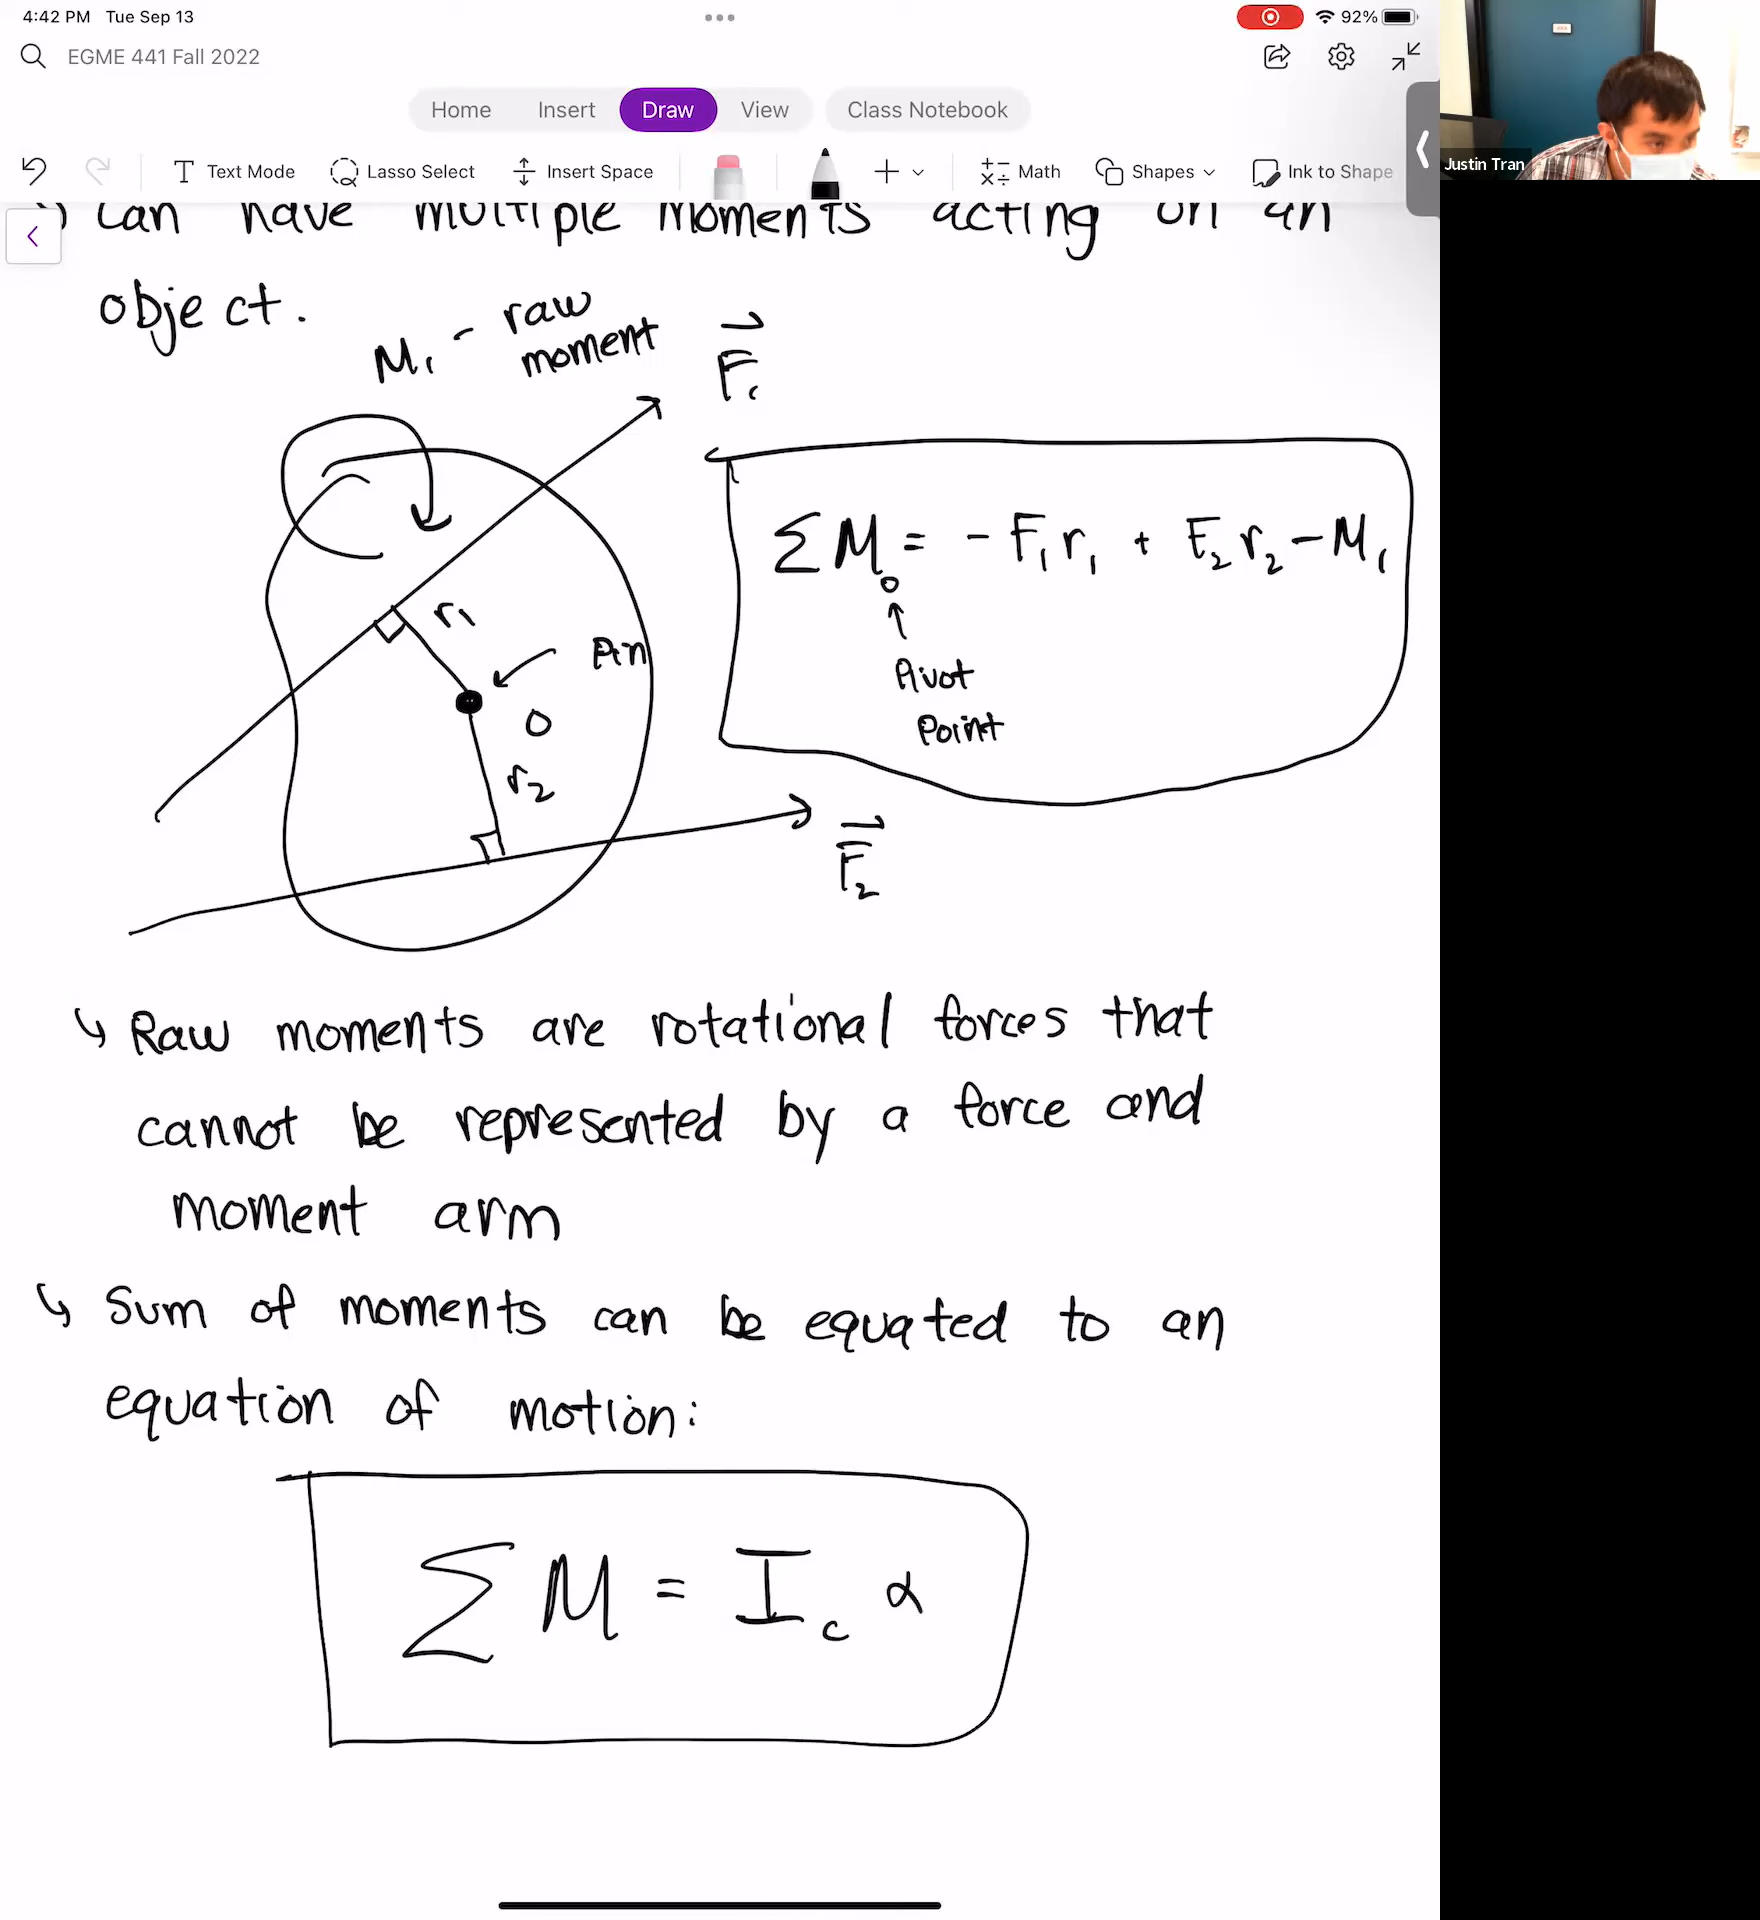 4:42 PM Tue Sep 13
92%
EGME 441 Fall 2022
Home Insert Draw View Class Notebook
Text Mode Lasso Select Insert Space Math Shapes Ink to Shape
Justin Tran
Can have multiple moments acting on an
object.
M₁ - raw
moment
F₁
r₁
Pin
O
r₂
F₂
ΣM₀ = - F₁r₁ + F₂r₂ - M₁
↑
Pivot
Point
↳ Raw moments are rotational forces that
cannot be represented by a force and
moment arm
↳ Sum of moments can be equated to an
equation of motion:
ΣM = I_c α